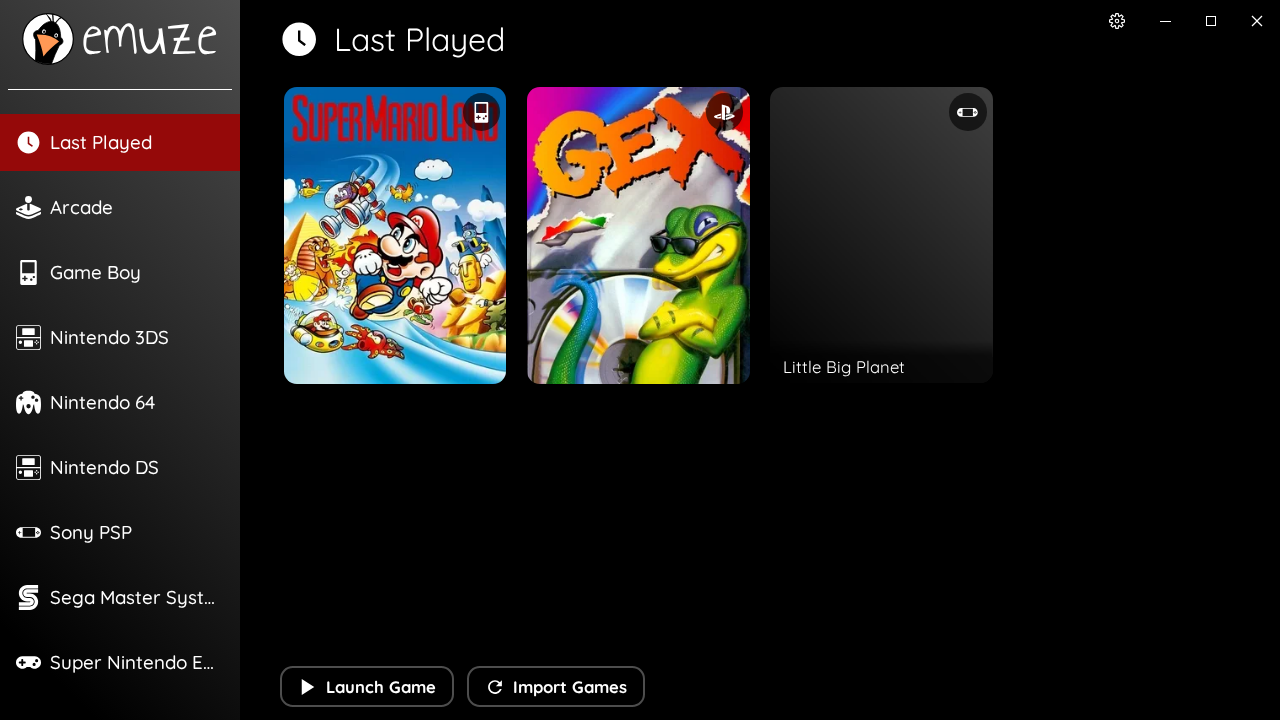 emuze
Last Played
Arcade
Game Boy
Nintendo 3DS
Nintendo 64
Nintendo DS
Sony PSP
Sega Master Syst...
Super Nintendo E...
Last Played
SUPER MARIO LAND
GEX
Little Big Planet
Launch Game
Import Games